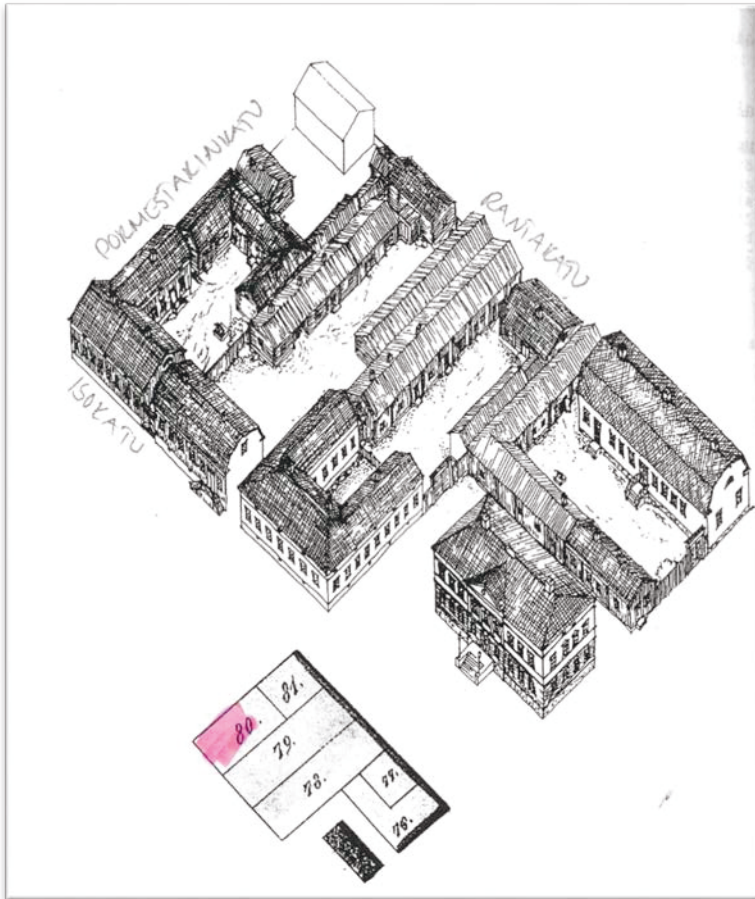 PORMESTARINKATU
RANTAKATU
ISOKATU
81.
80.
79.
78.
77.
76.